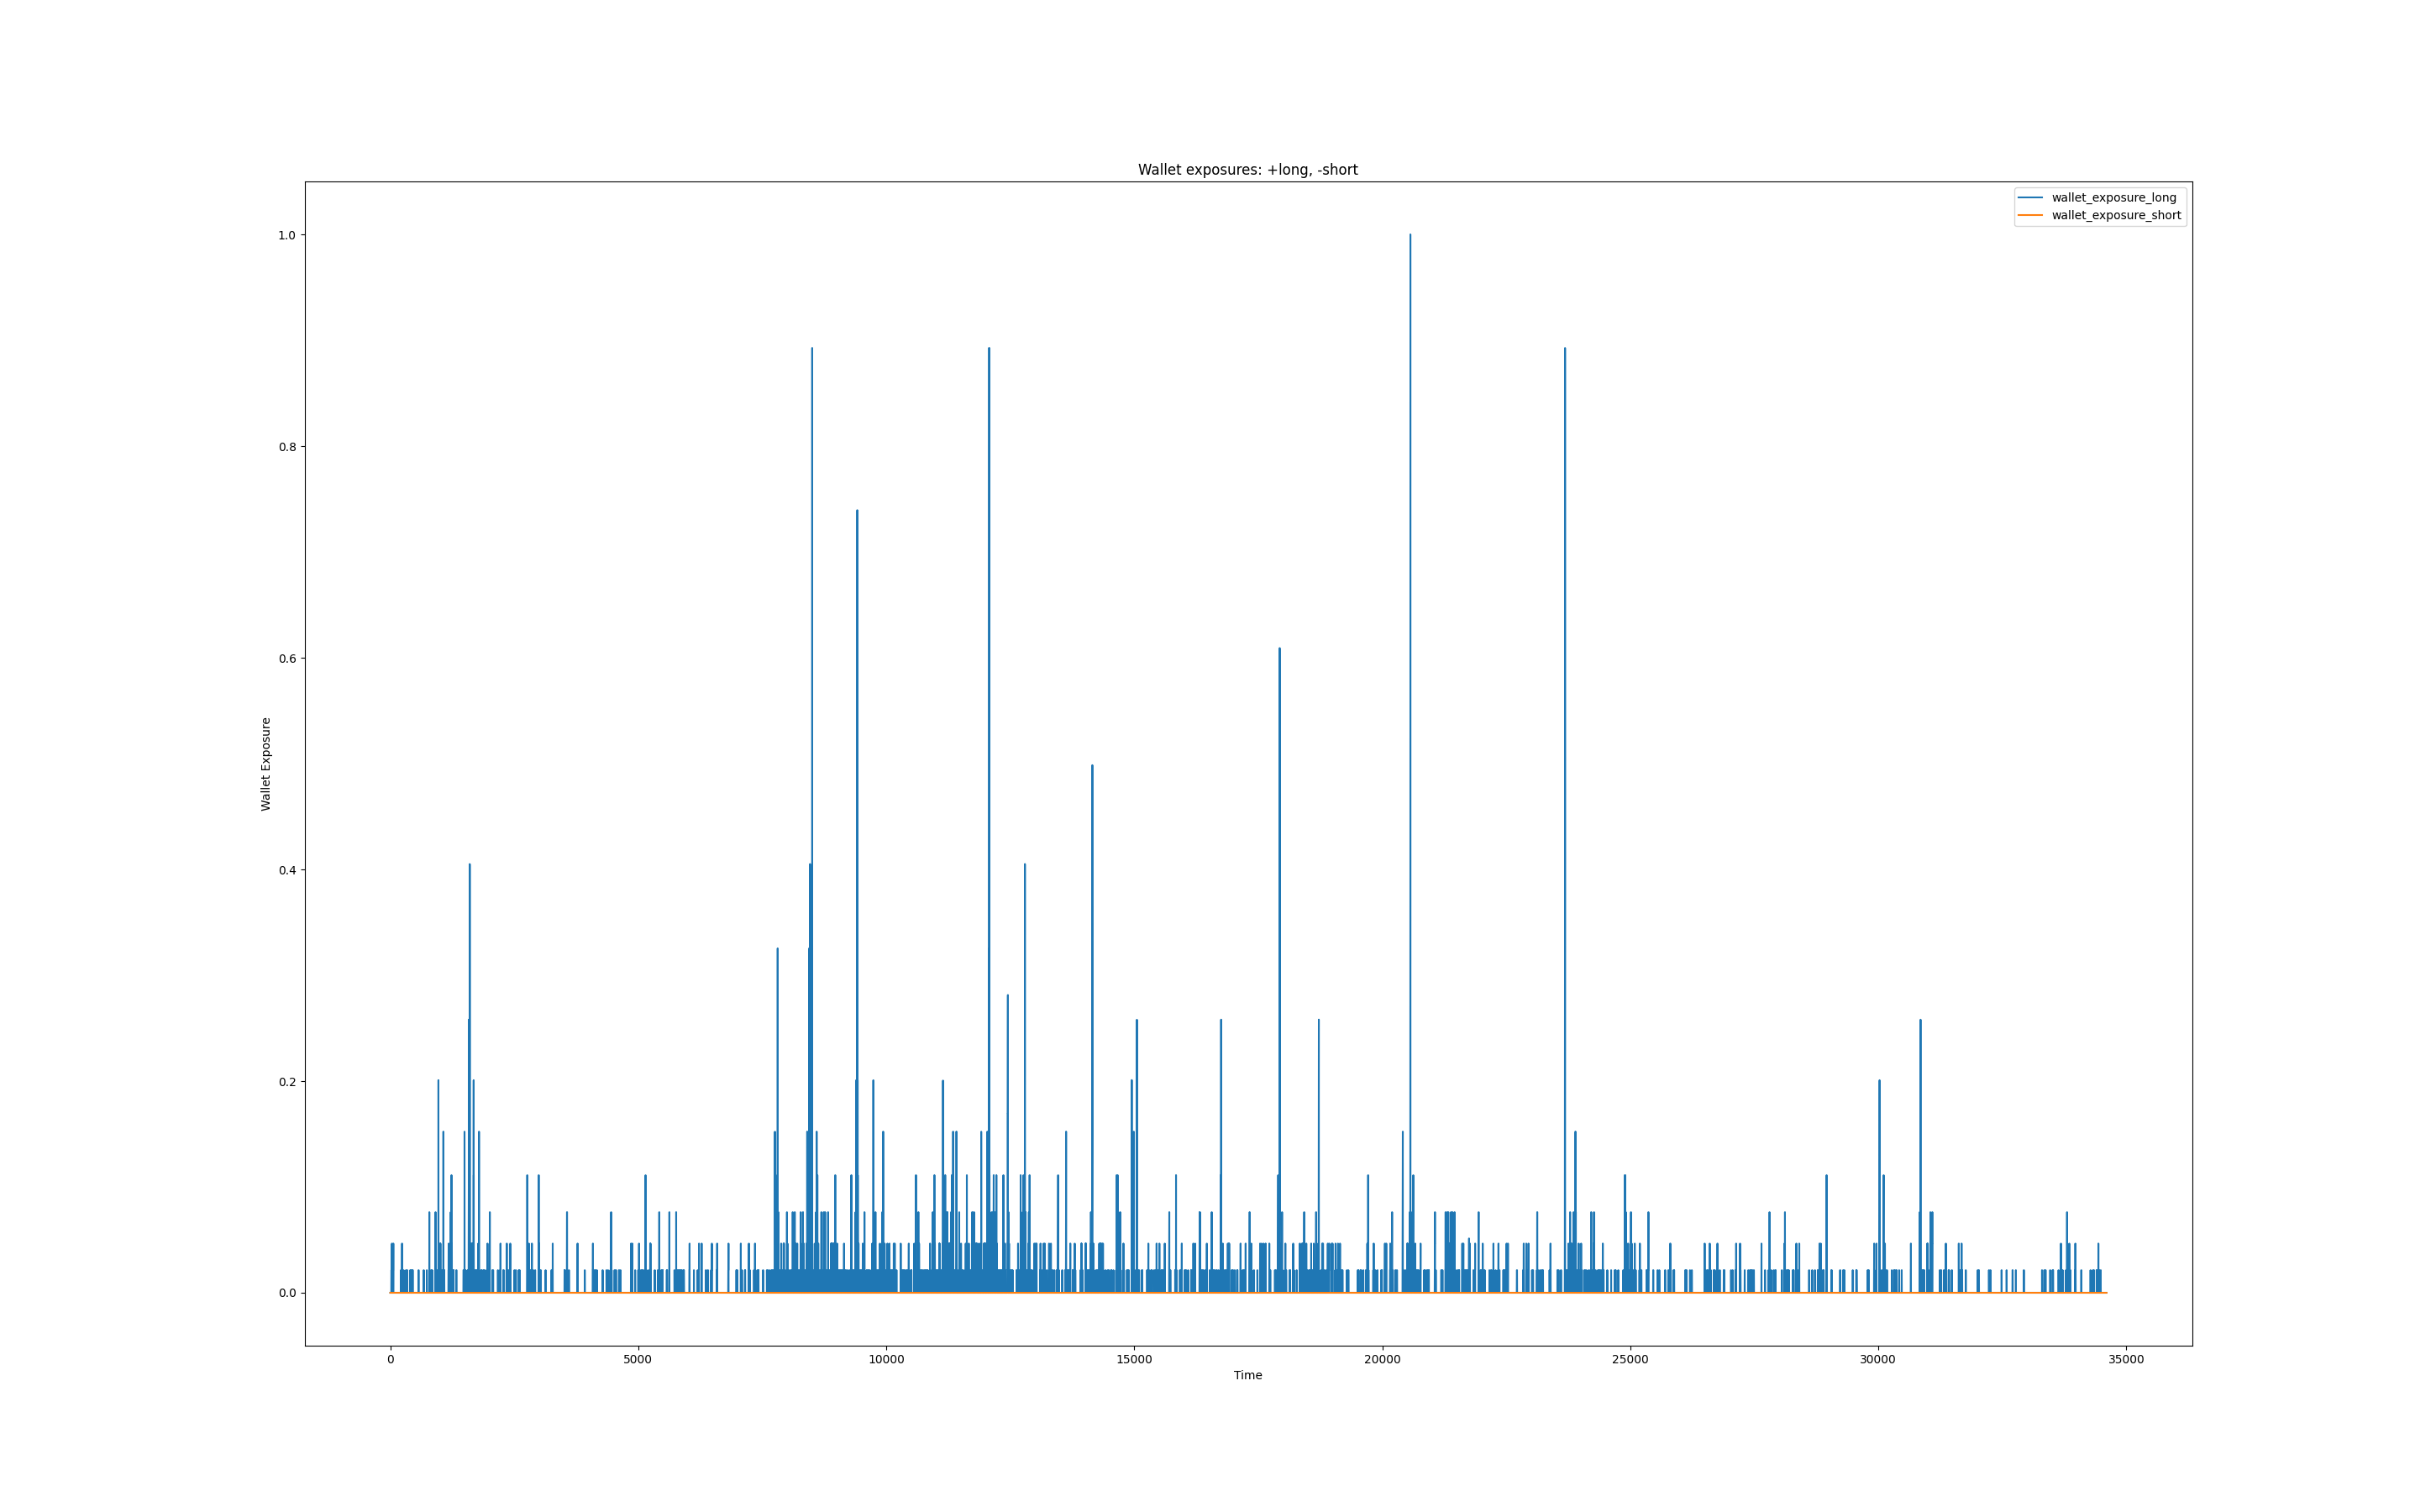 Wallet exposures: +long, -short
wallet_exposure_long
wallet_exposure_short
1.0
0.8
0.6
0.4
0.2
0.0
Wallet Exposure
0 5000 10000 15000 20000 25000 30000 35000
Time